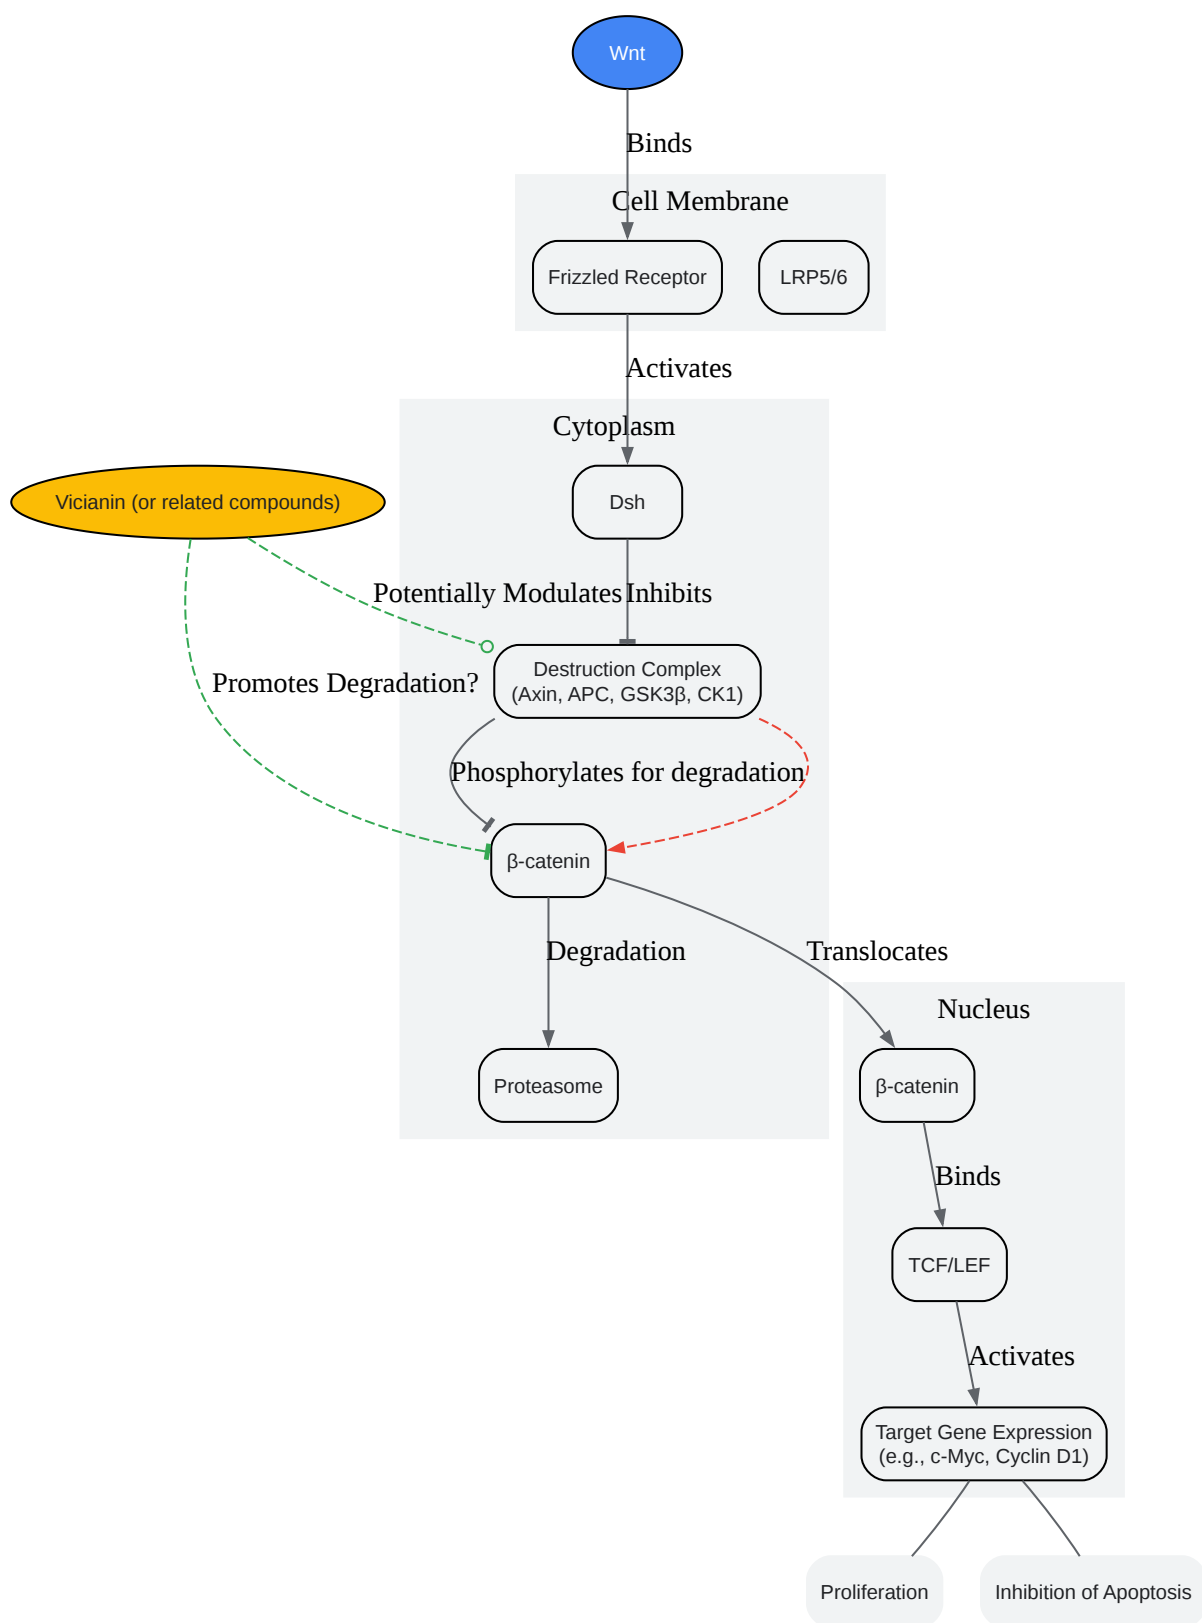 Wnt
Binds
Cell Membrane
Frizzled Receptor
LRP5/6
Activates
Cytoplasm
Vicianin (or related compounds)
Dsh
Potentially Modulates
Inhibits
Destruction Complex
(Axin, APC, GSK3β, CK1)
Promotes Degradation?
Phosphorylates for degradation
β-catenin
Degradation
Translocates
Nucleus
Proteasome
β-catenin
Binds
TCF/LEF
Activates
Target Gene Expression
(e.g., c-Myc, Cyclin D1)
Proliferation
Inhibition of Apoptosis